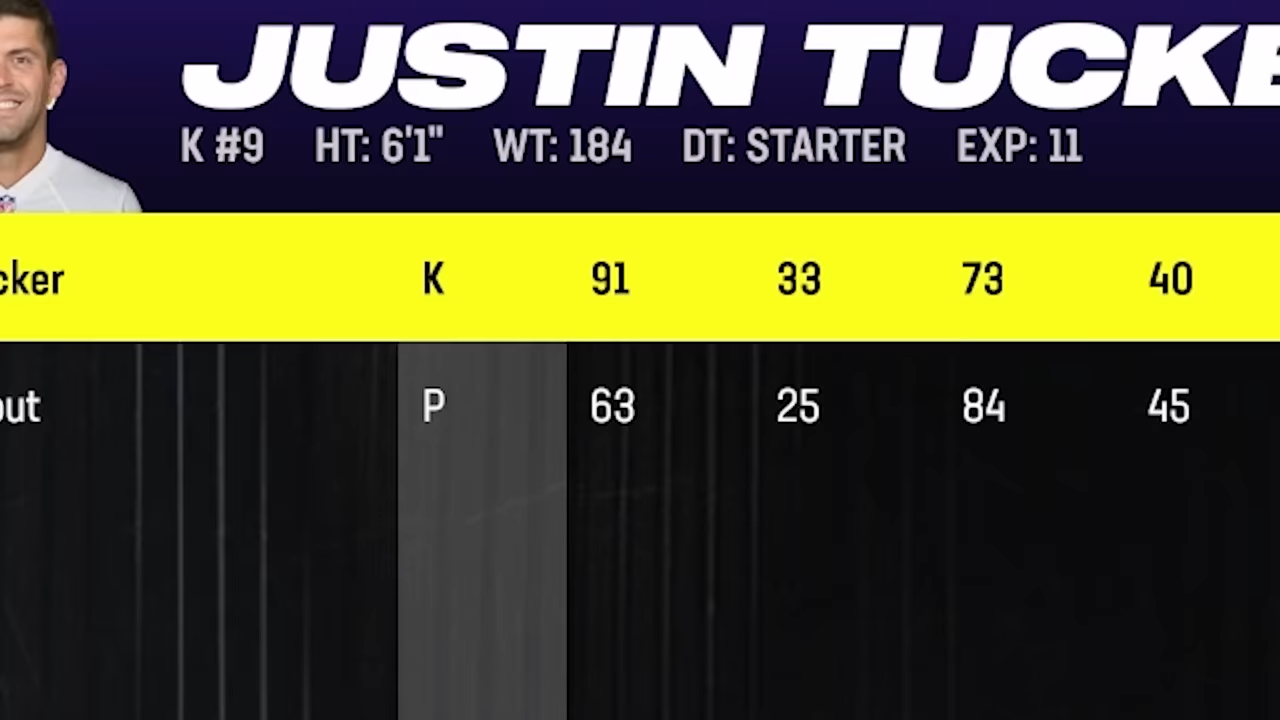 JUSTIN TUCKE
K #9 HT: 6'1" WT: 184 DT: STARTER EXP: 11
cker K 91 33 73 40
out P 63 25 84 45